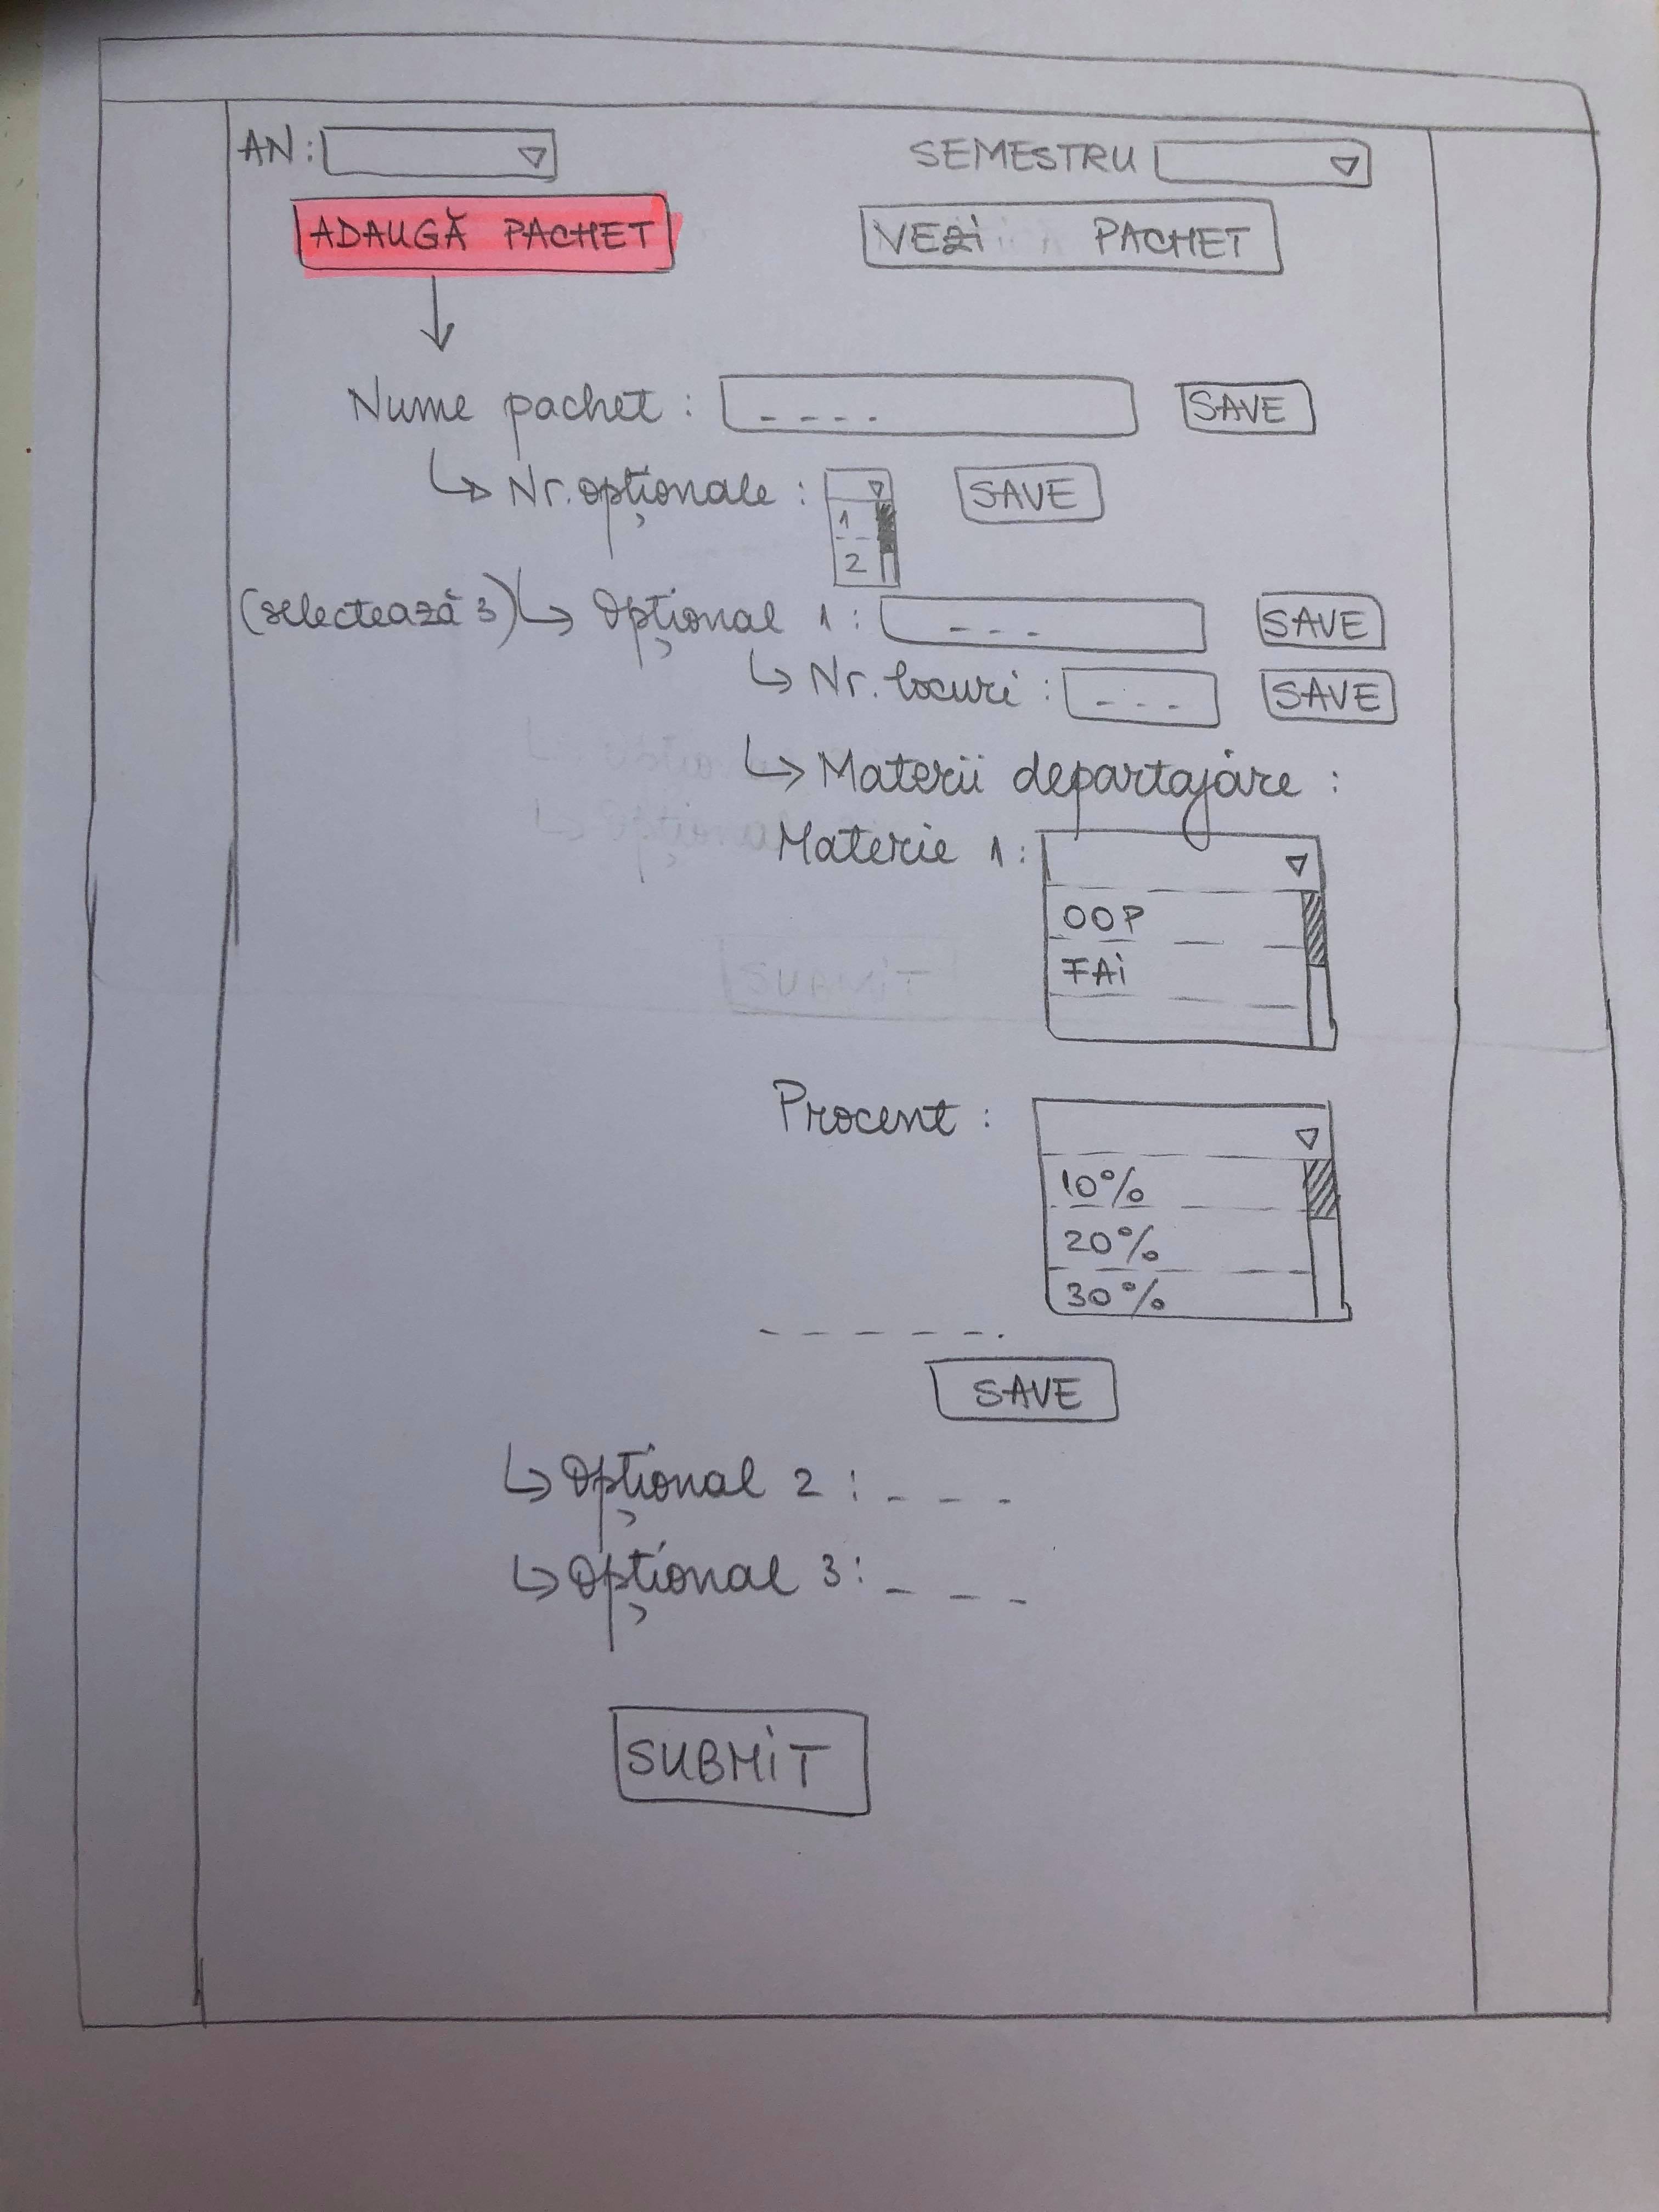 AN: SEMESTRU
ADAUGĂ PACHET VEZI PACHET
Nume pachet : _ _ _ _ SAVE
Nr. opționale : SAVE
1
2
(selectează 3) Opțional 1 : _ _ _ SAVE
Nr. locuri : _ _ _ SAVE
Materii departajare :
Materie 1 :
OOP
FAI
Procent :
10%
20%
30%
SAVE
Opțional 2 : _ _ _
Opțional 3 : _ _ _
SUBMIT